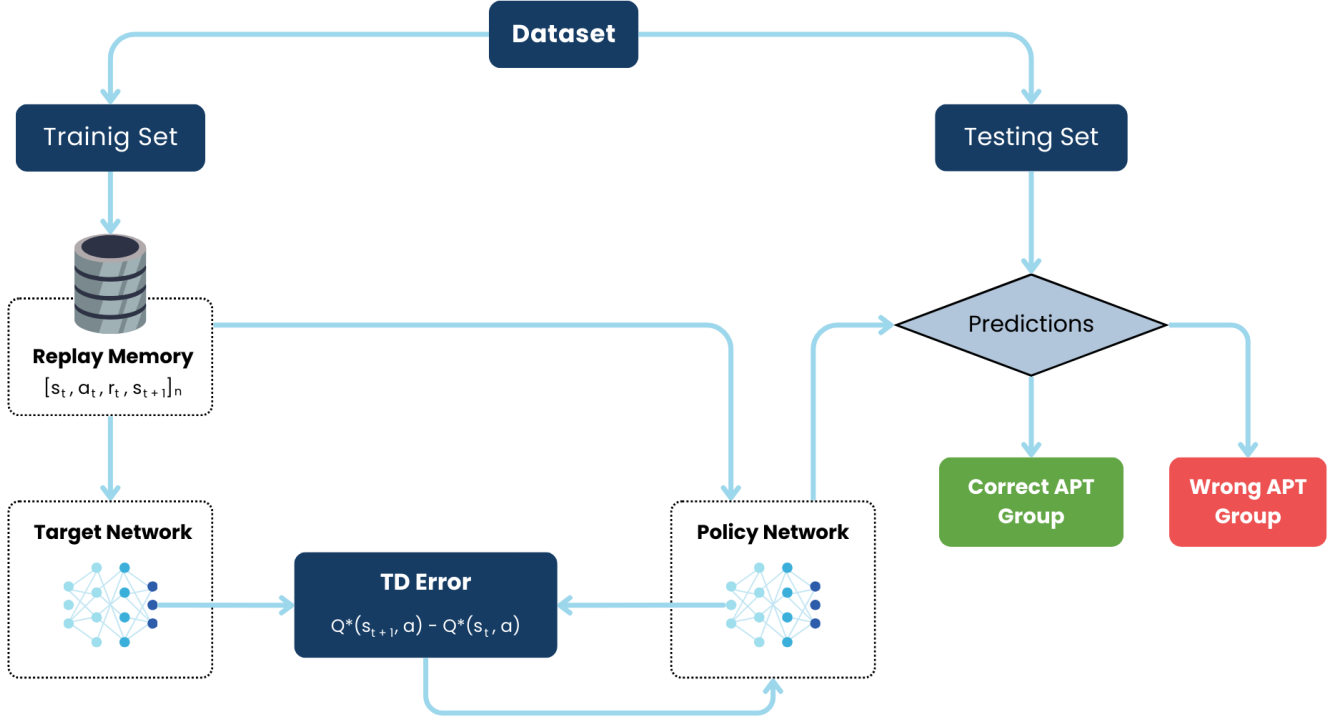 Dataset
Trainig Set
Testing Set
Predictions
Replay Memory
[sₜ, aₜ, rₜ, sₜ₊₁]ₙ
Correct APT
Group
Wrong APT
Group
Target Network
Policy Network
TD Error
Q*(sₜ₊₁, a) - Q*(sₜ, a)